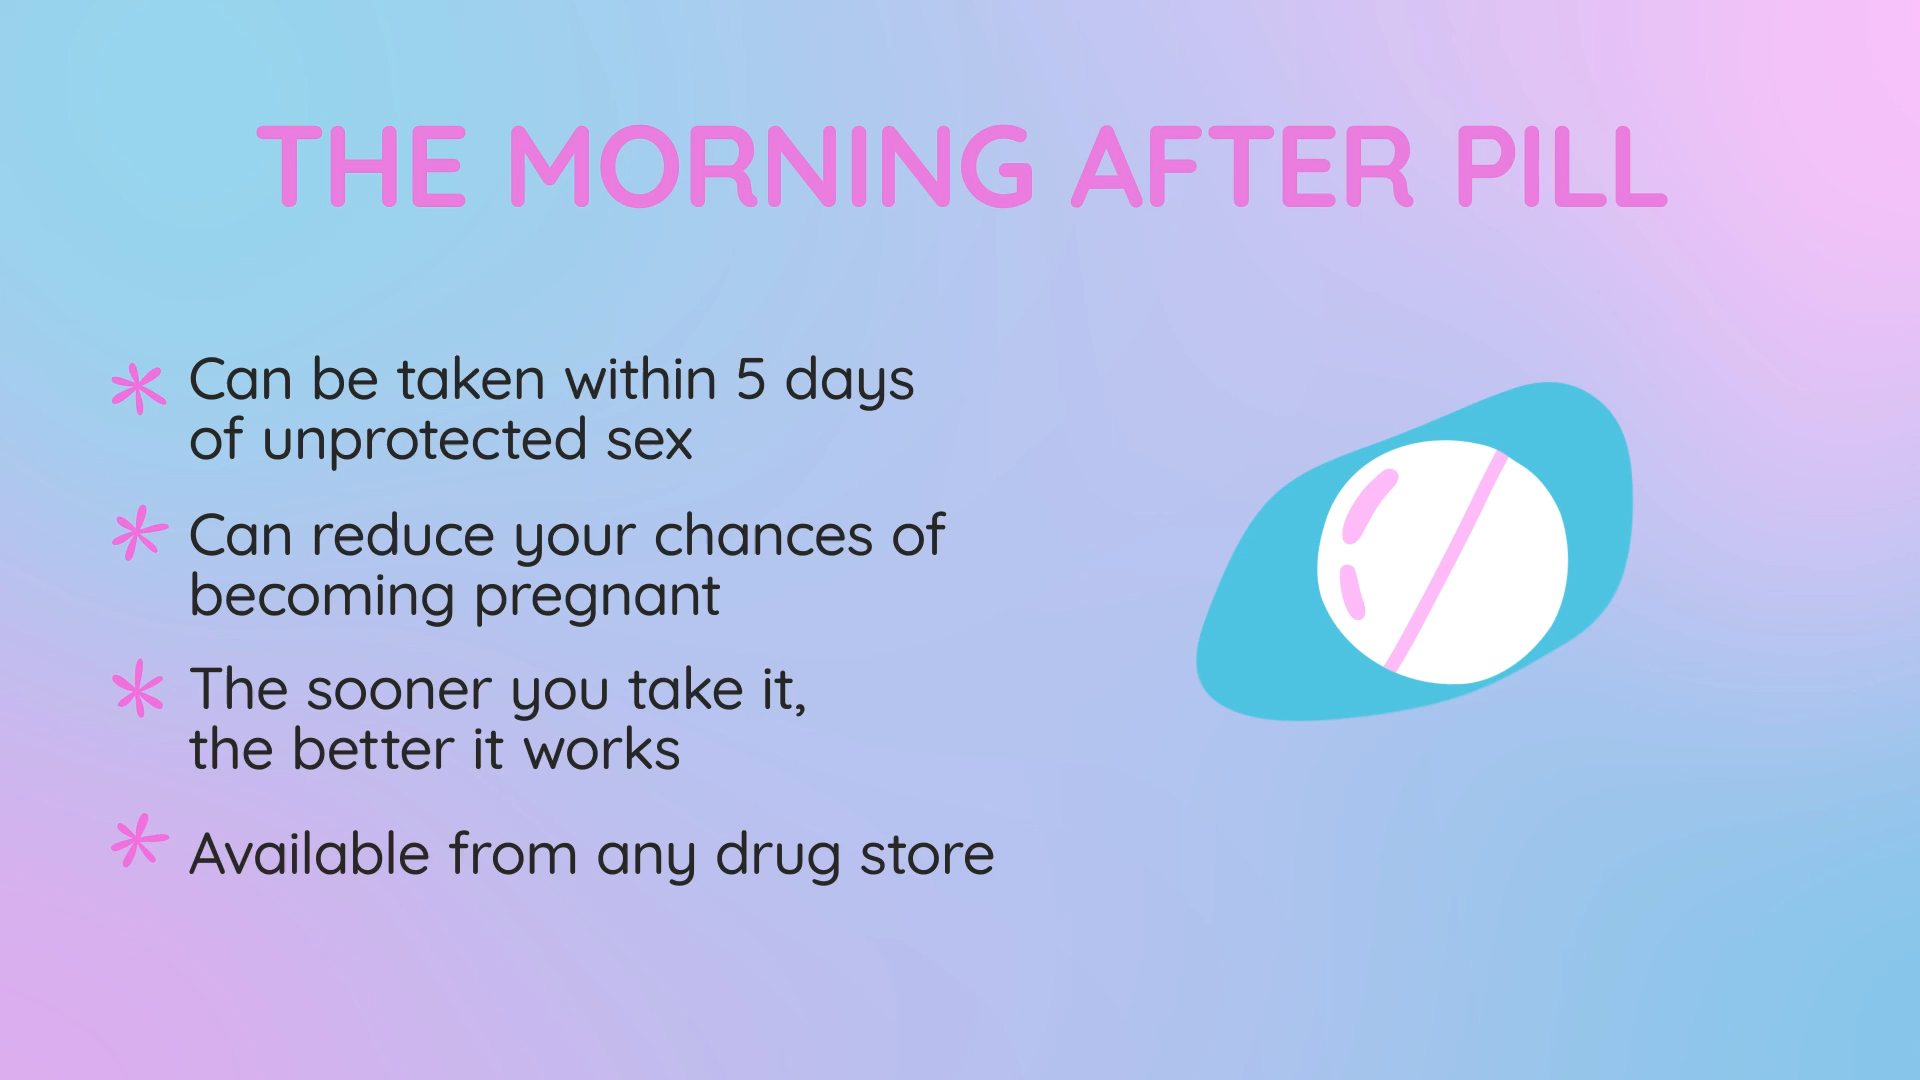 THE MORNING AFTER PILL
Can be taken within 5 days
of unprotected sex
Can reduce your chances of
becoming pregnant
The sooner you take it,
the better it works
Available from any drug store